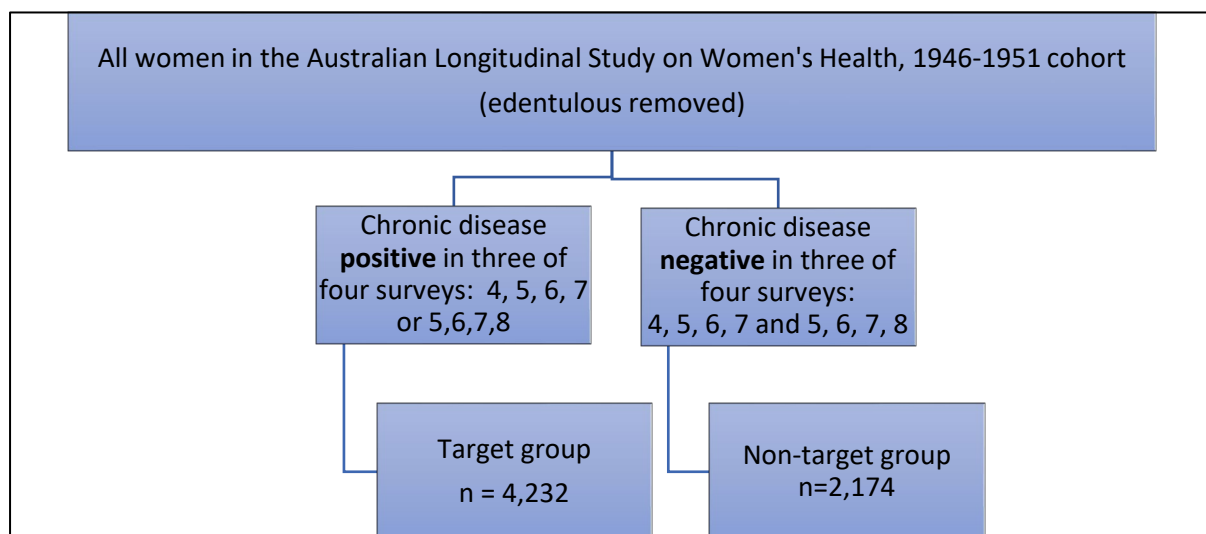 All women in the Australian Longitudinal Study on Women's Health, 1946-1951 cohort
(edentulous removed)
Chronic disease
positive in three of
four surveys: 4, 5, 6, 7
or 5,6,7,8
Chronic disease
negative in three of
four surveys:
4, 5, 6, 7 and 5, 6, 7, 8
Target group
n = 4,232
Non-target group
n=2,174